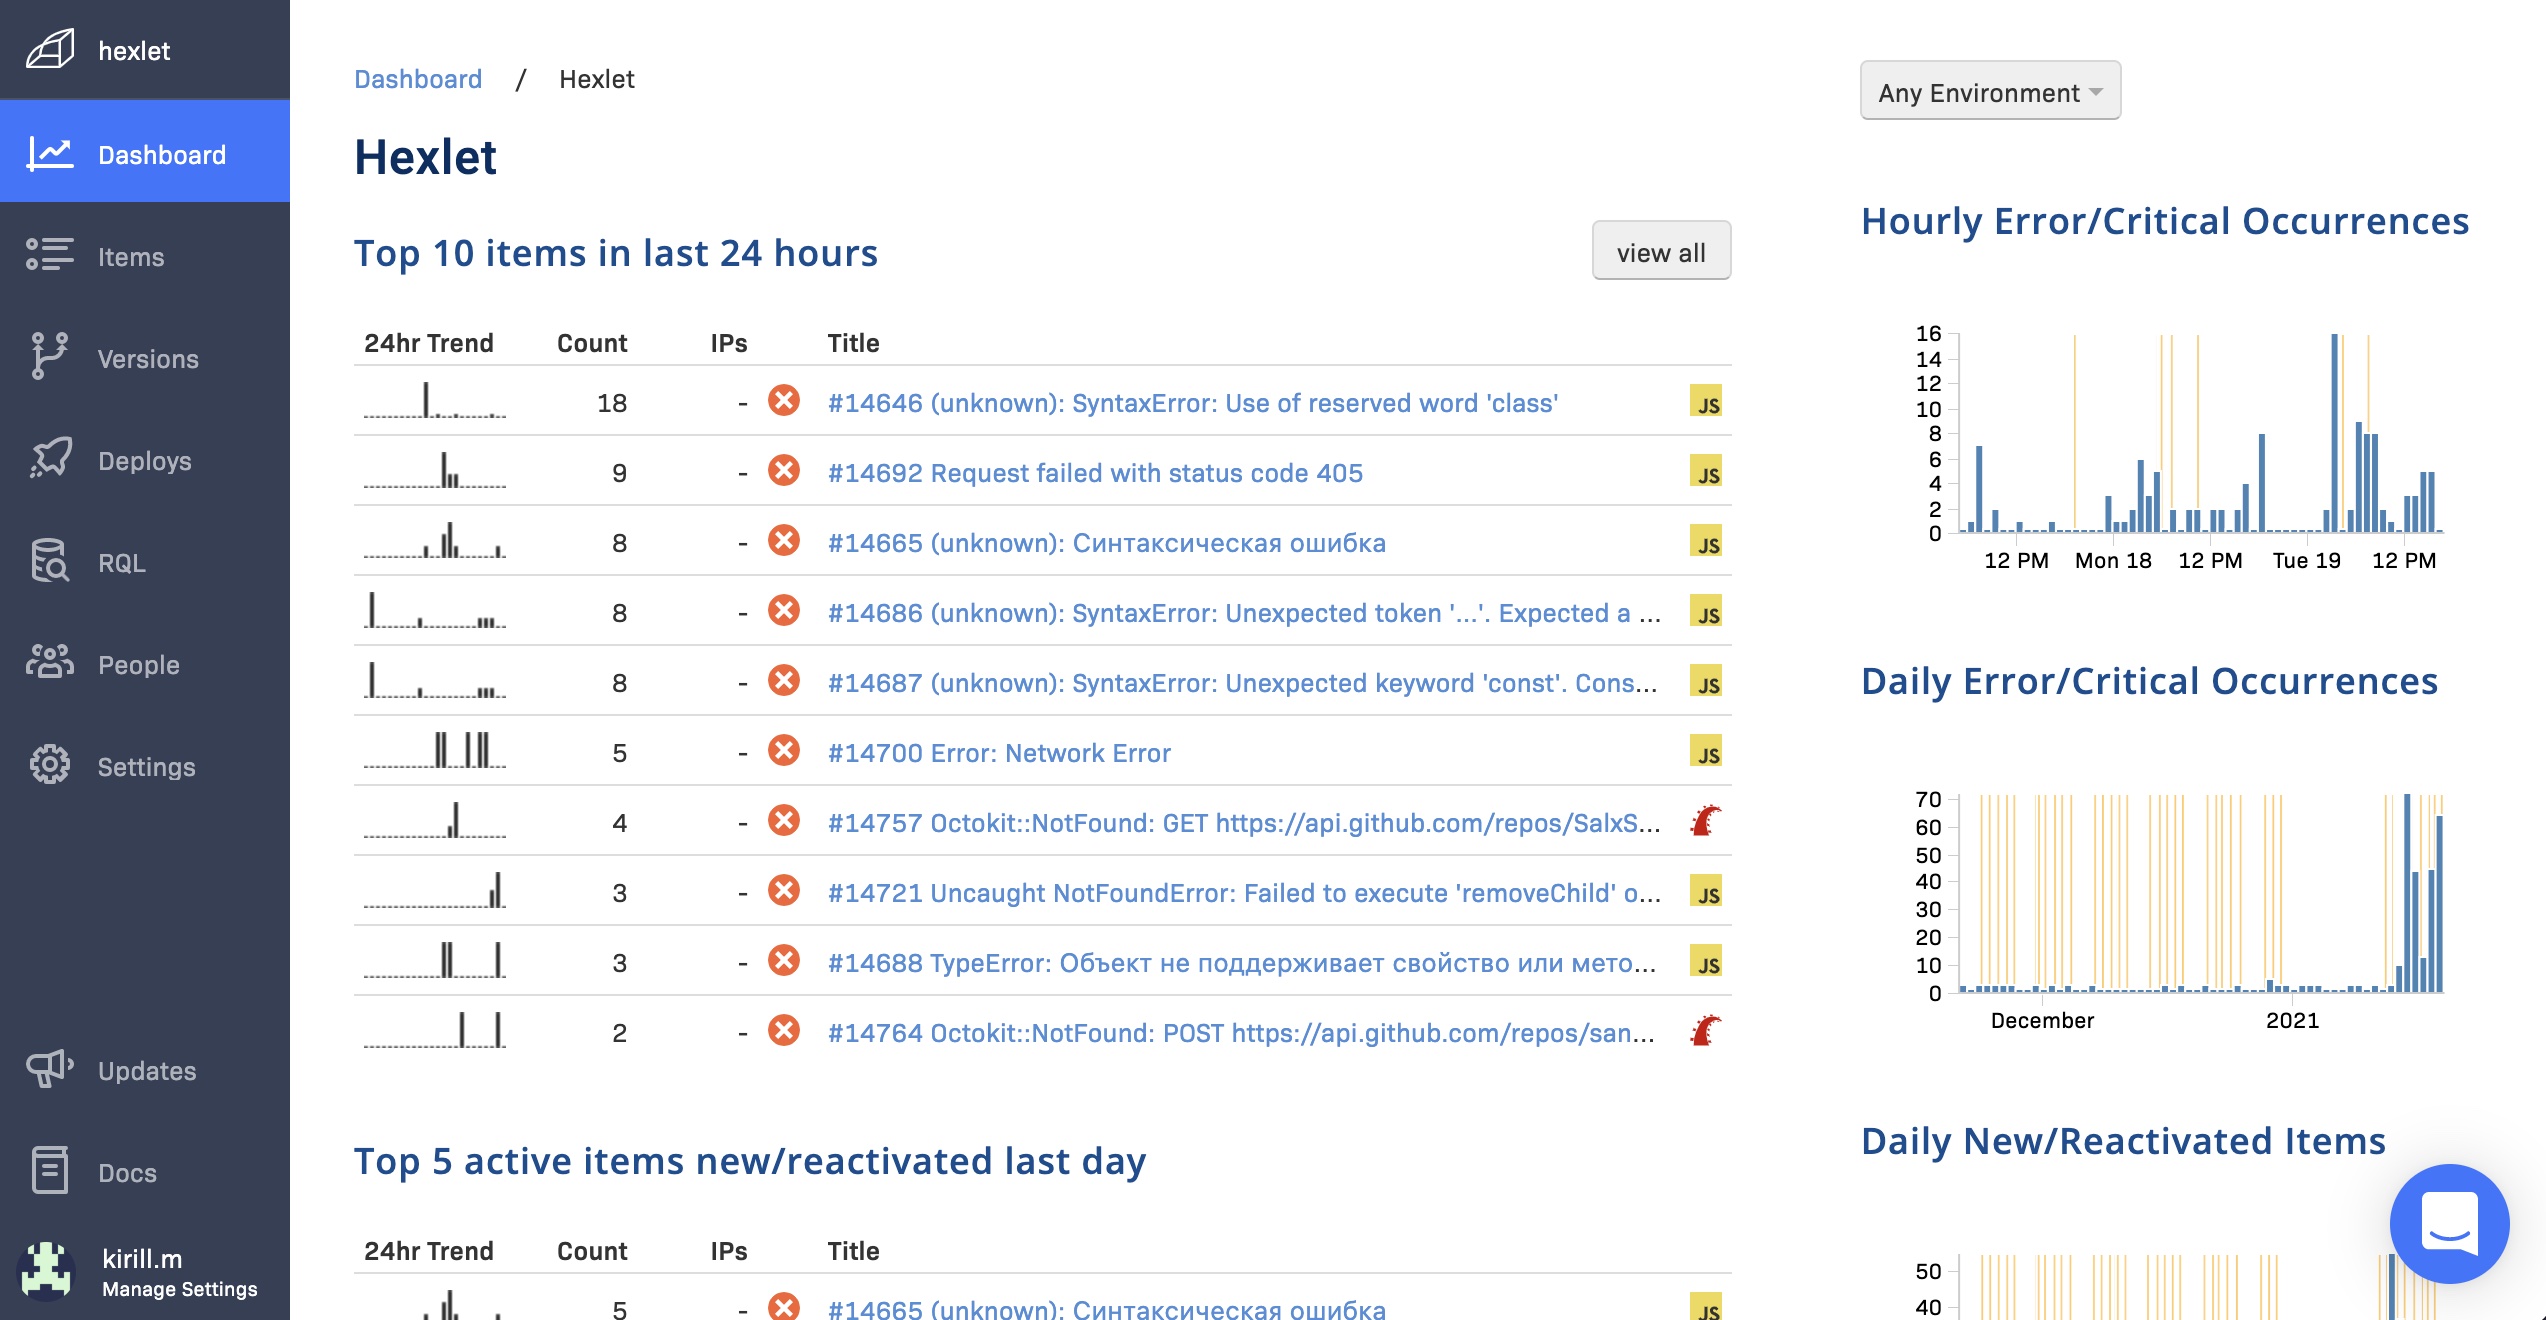 hexlet
Dashboard
Items
Versions
Deploys
RQL
People
Settings
Updates
Docs
kirill.m
Manage Settings
Dashboard / Hexlet
Hexlet
Top 10 items in last 24 hours
view all
24hr Trend Count IPs Title
18 - #14646 (unknown): SyntaxError: Use of reserved word 'class' JS
9 - #14692 Request failed with status code 405 JS
8 - #14665 (unknown): Синтаксическая ошибка JS
8 - #14686 (unknown): SyntaxError: Unexpected token '...'. Expected a ... JS
8 - #14687 (unknown): SyntaxError: Unexpected keyword 'const'. Cons... JS
5 - #14700 Error: Network Error JS
4 - #14757 Octokit::NotFound: GET https://api.github.com/repos/SalxS...
3 - #14721 Uncaught NotFoundError: Failed to execute 'removeChild' o... JS
3 - #14688 TypeError: Объект не поддерживает свойство или мето... JS
2 - #14764 Octokit::NotFound: POST https://api.github.com/repos/san...
Top 5 active items new/reactivated last day
24hr Trend Count IPs Title
5 - #14665 (unknown): Синтаксическая ошибка JS
Any Environment
Hourly Error/Critical Occurrences
16
14
12
10
8
6
4
2
0
12 PM Mon 18 12 PM Tue 19 12 PM
Daily Error/Critical Occurrences
70
60
50
40
30
20
10
0
December 2021
Daily New/Reactivated Items
50
40